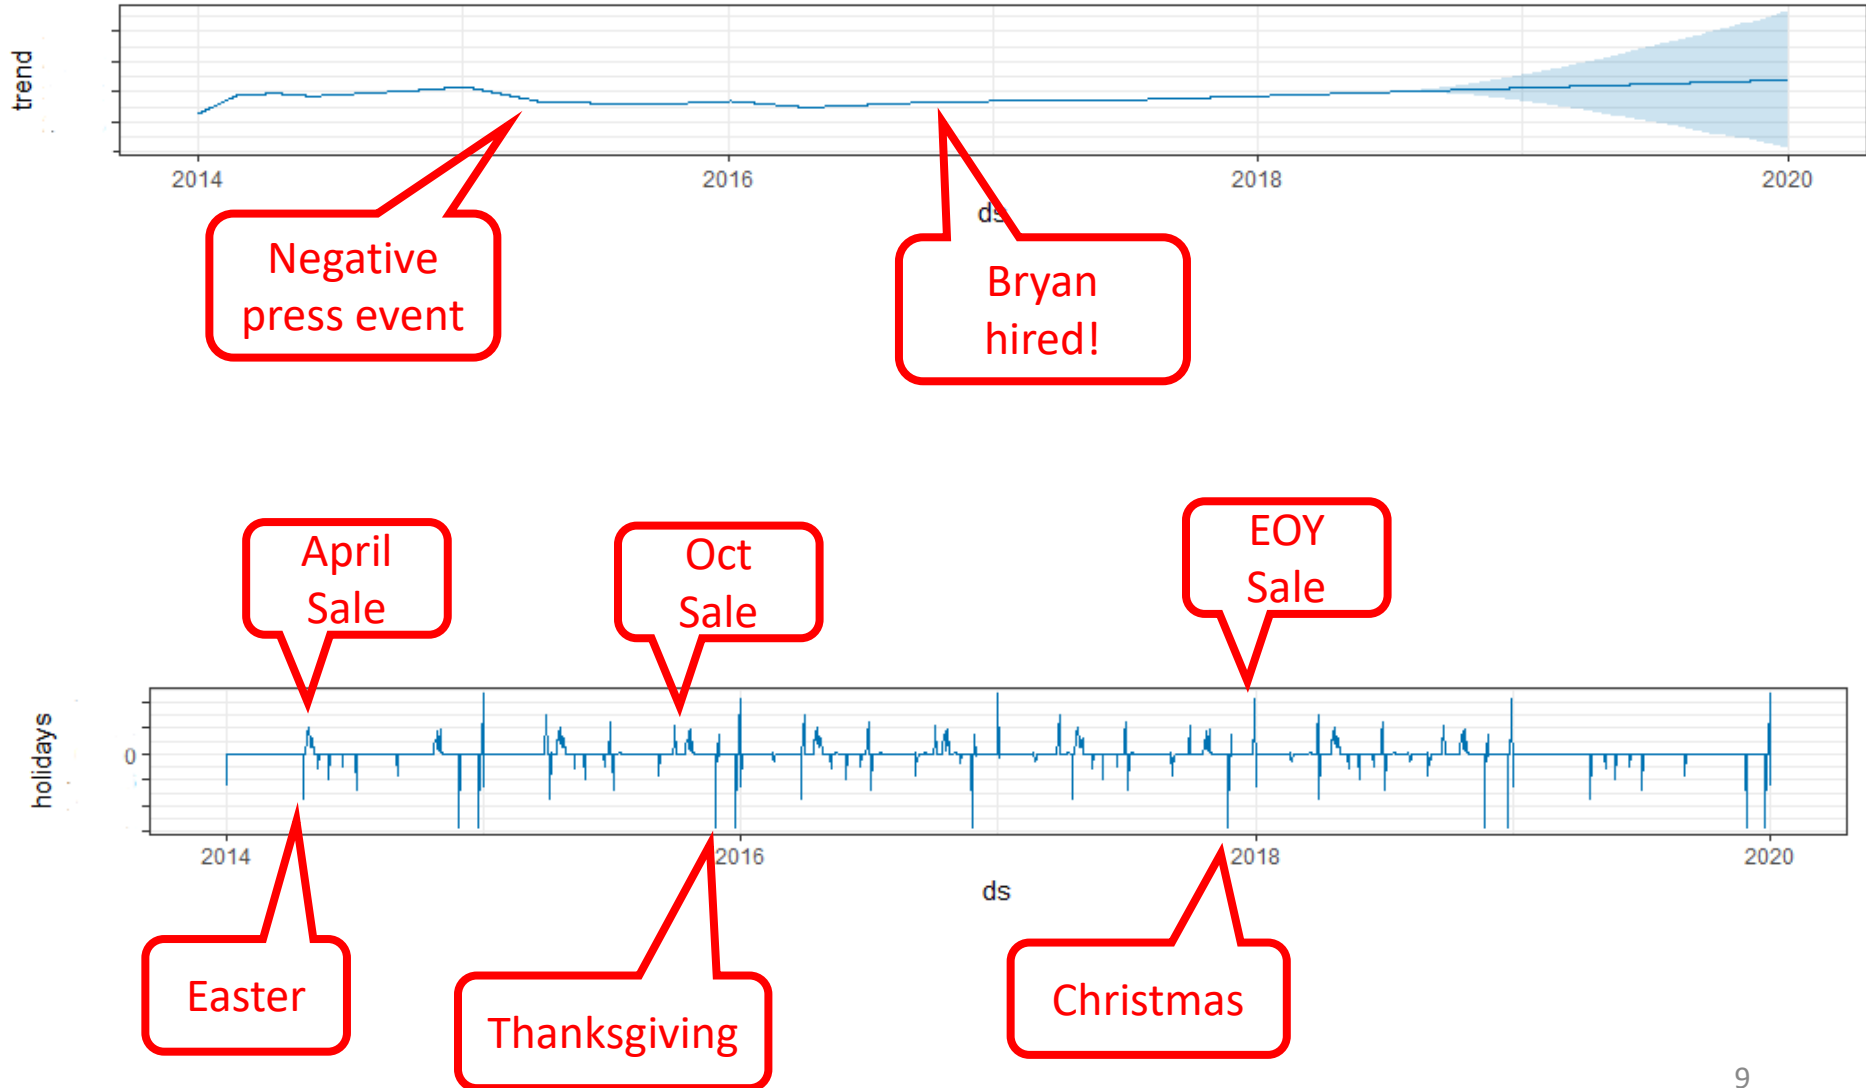 trend
2014
2016
2018
2020
ds
Negative
press event
Bryan
hired!
April
Sale
Oct
Sale
EOY
Sale
holidays
0
2014
2016
2018
2020
ds
Easter
Thanksgiving
Christmas
9